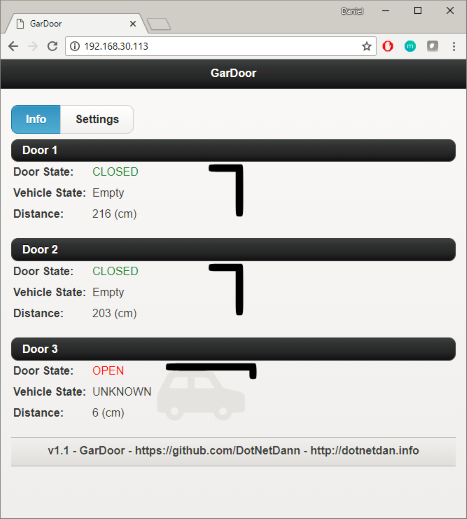 Daniel
GarDoor
192.168.30.113
GarDoor
Info Settings
Door 1
Door State: CLOSED
Vehicle State: Empty
Distance: 216 (cm)
Door 2
Door State: CLOSED
Vehicle State: Empty
Distance: 203 (cm)
Door 3
Door State: OPEN
Vehicle State: UNKNOWN
Distance: 6 (cm)
v1.1 - GarDoor - https://github.com/DotNetDann - http://dotnetdan.info